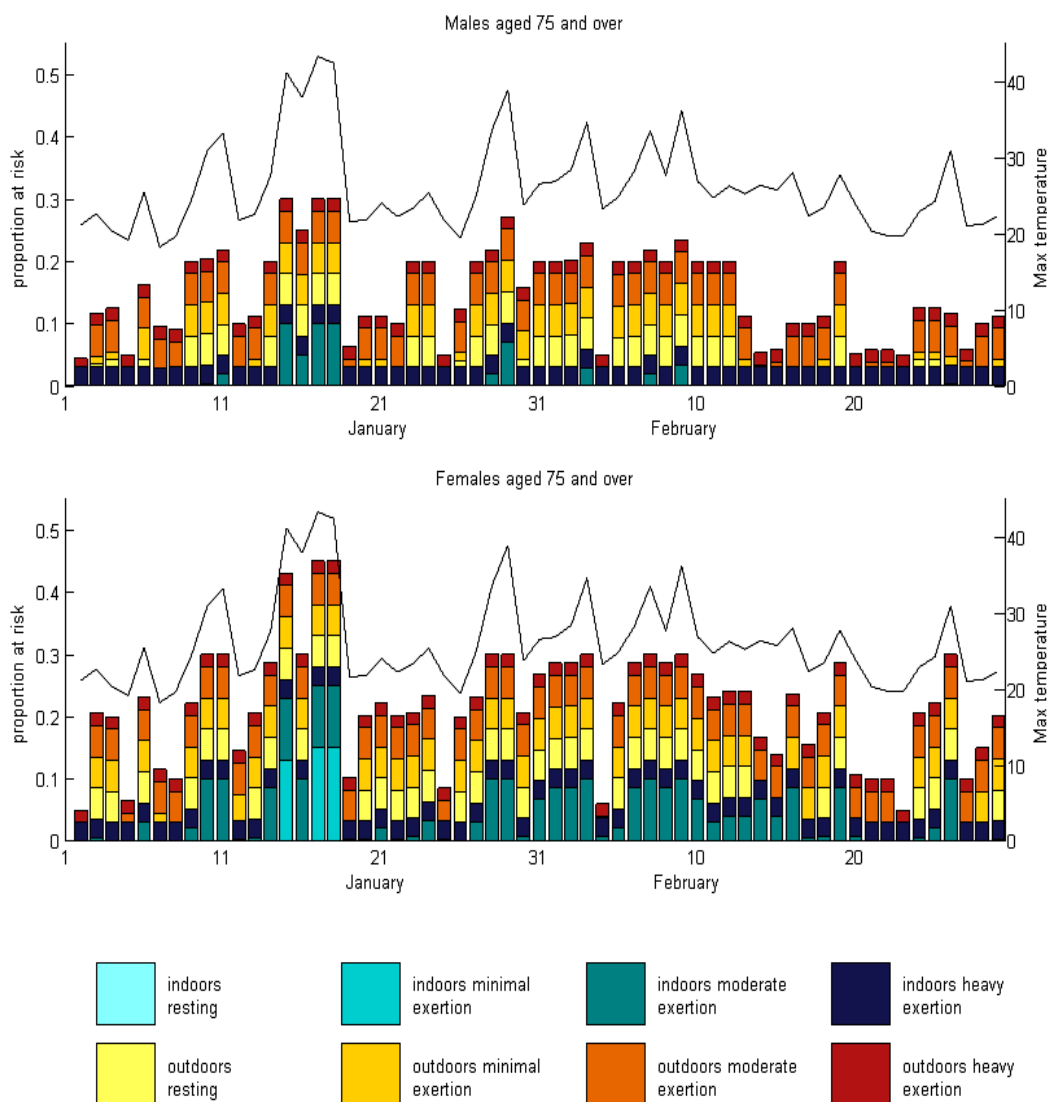 Males aged 75 and over
proportion at risk
0.5
0.4
0.3
0.2
0.1
0
40
30
20
10
0
Max temperature
1
11
21
31
10
20
January
February
Females aged 75 and over
proportion at risk
0.5
0.4
0.3
0.2
0.1
0
40
30
20
10
0
Max temperature
1
11
21
31
10
20
January
February
indoors
resting
indoors minimal
exertion
indoors moderate
exertion
indoors heavy
exertion
outdoors
resting
outdoors minimal
exertion
outdoors moderate
exertion
outdoors heavy
exertion